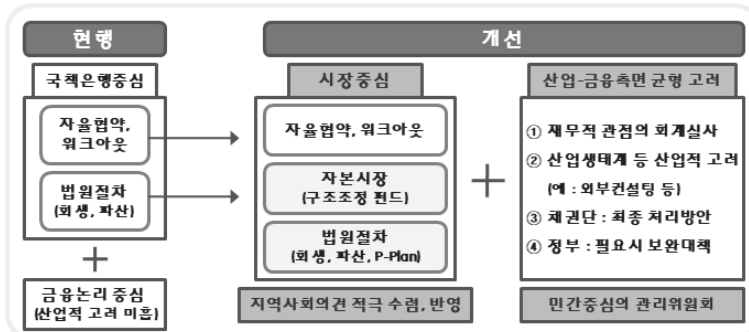 현행
국책은행중심
자율협약,
워크아웃
법원절차
(회생, 파산)
+
금융논리 중심
(산업적 고려 미흡)
개선
시장중심
자율협약, 워크아웃
자본시장
(구조조정 펀드)
법원절차
(회생, 파산, P-Plan)
지역사회의견 적극 수렴, 반영
+
산업-금융측면 균형 고려
① 재무적 관점의 회계실사
② 산업생태계 등 산업적 고려
(예 : 외부컨설팅 등)
③ 채권단 : 최종 처리방안
④ 정부 : 필요시 보완대책
민간중심의 관리위원회